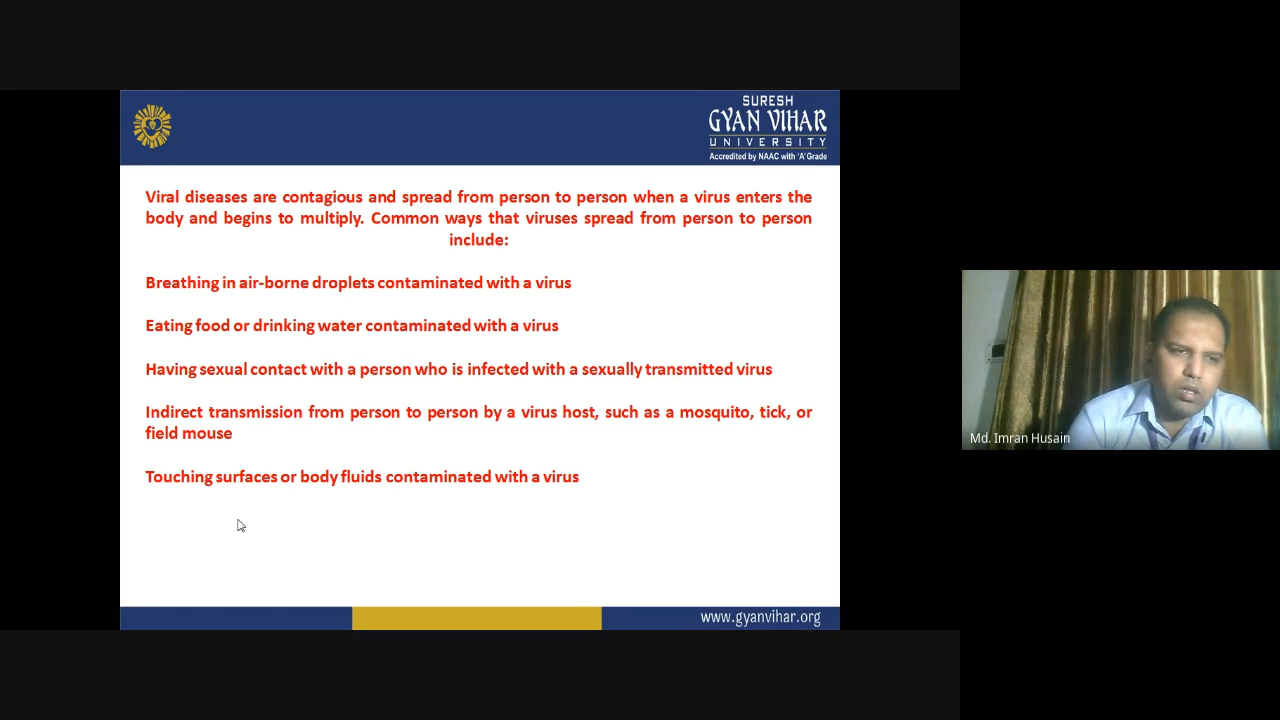 SURESH
GYAN VIHAR
UNIVERSITY
Accredited by NAAC with 'A' Grade
Viral diseases are contagious and spread from person to person when a virus enters the
body and begins to multiply. Common ways that viruses spread from person to person
include:
Breathing in air-borne droplets contaminated with a virus
Eating food or drinking water contaminated with a virus
Having sexual contact with a person who is infected with a sexually transmitted virus
Indirect transmission from person to person by a virus host, such as a mosquito, tick, or
field mouse
Touching surfaces or body fluids contaminated with a virus
www.gyanvihar.org
Md. Imran Husain